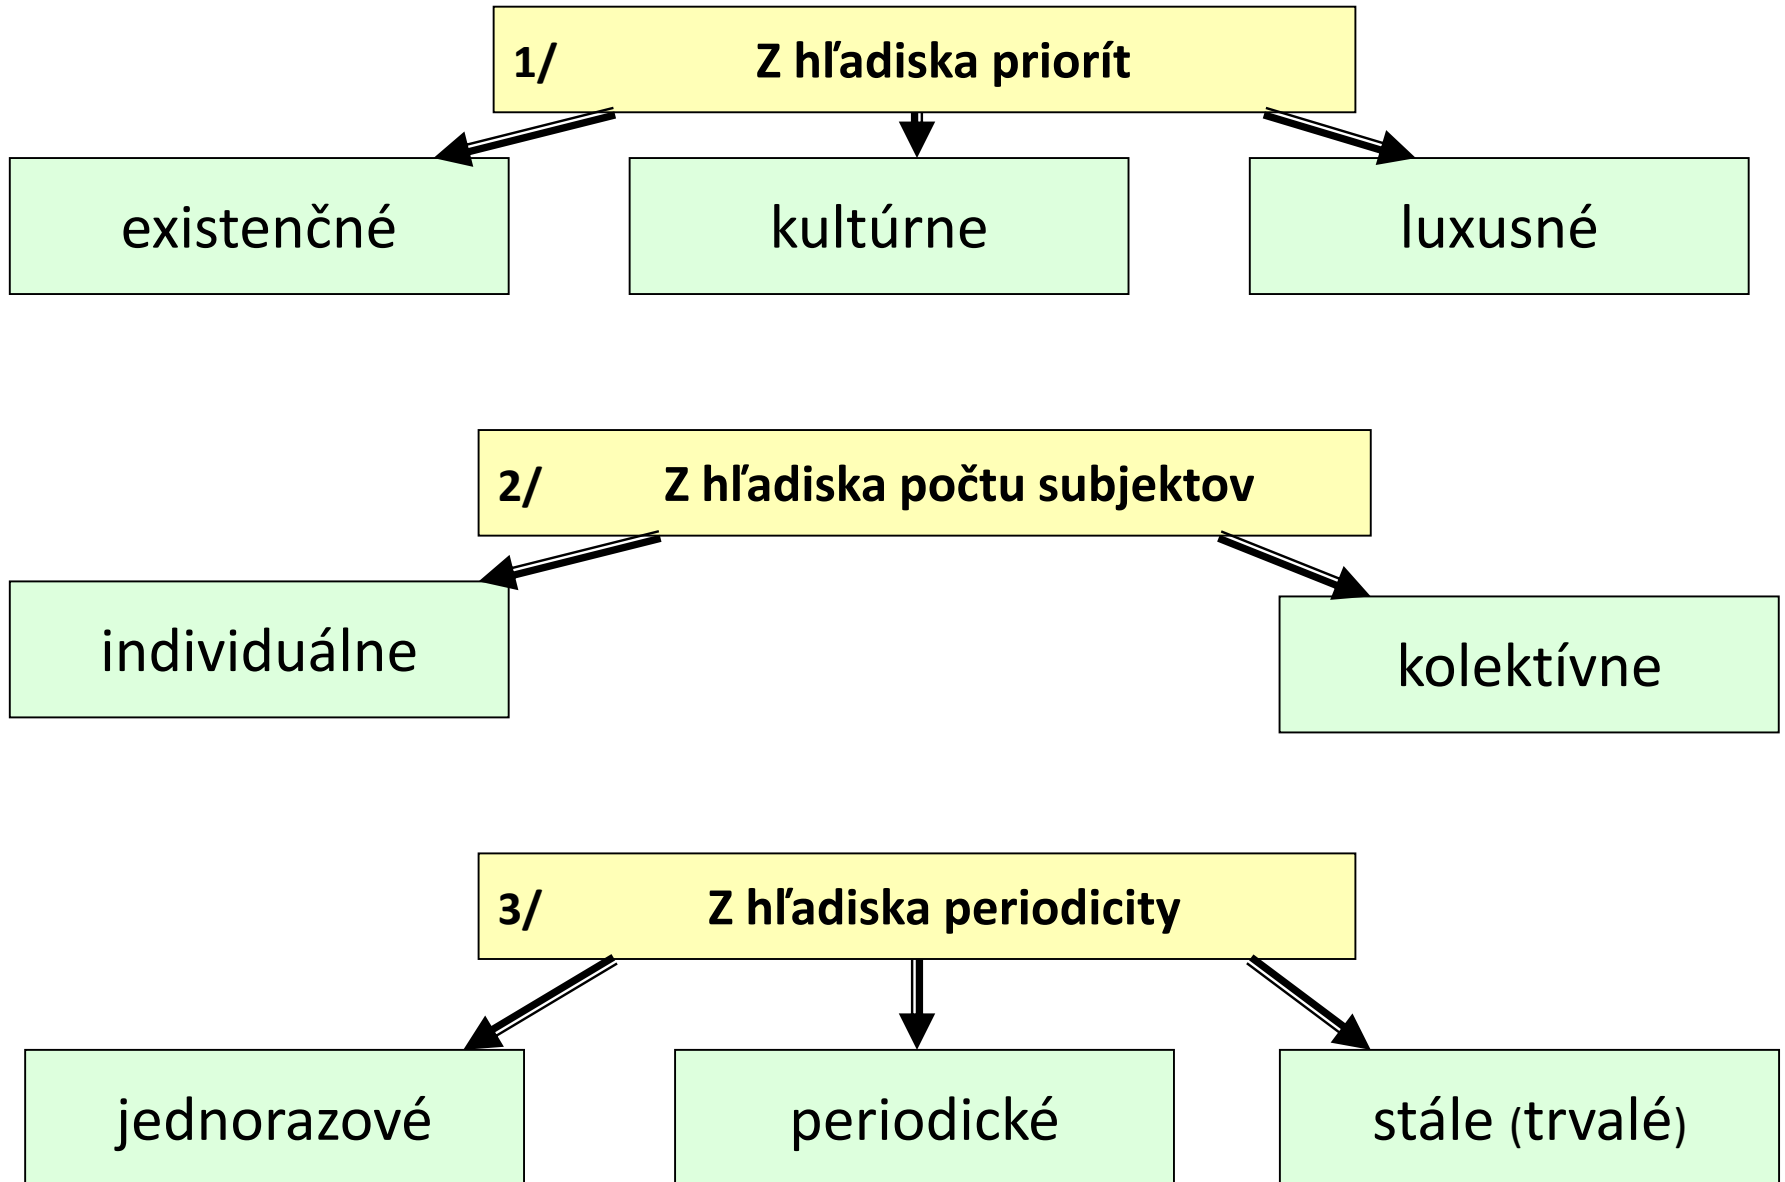 1/ Z hľadiska priorít
existenčné
kultúrne
luxusné
2/ Z hľadiska počtu subjektov
individuálne
kolektívne
3/ Z hľadiska periodicity
jednorazové
periodické
stále (trvalé)